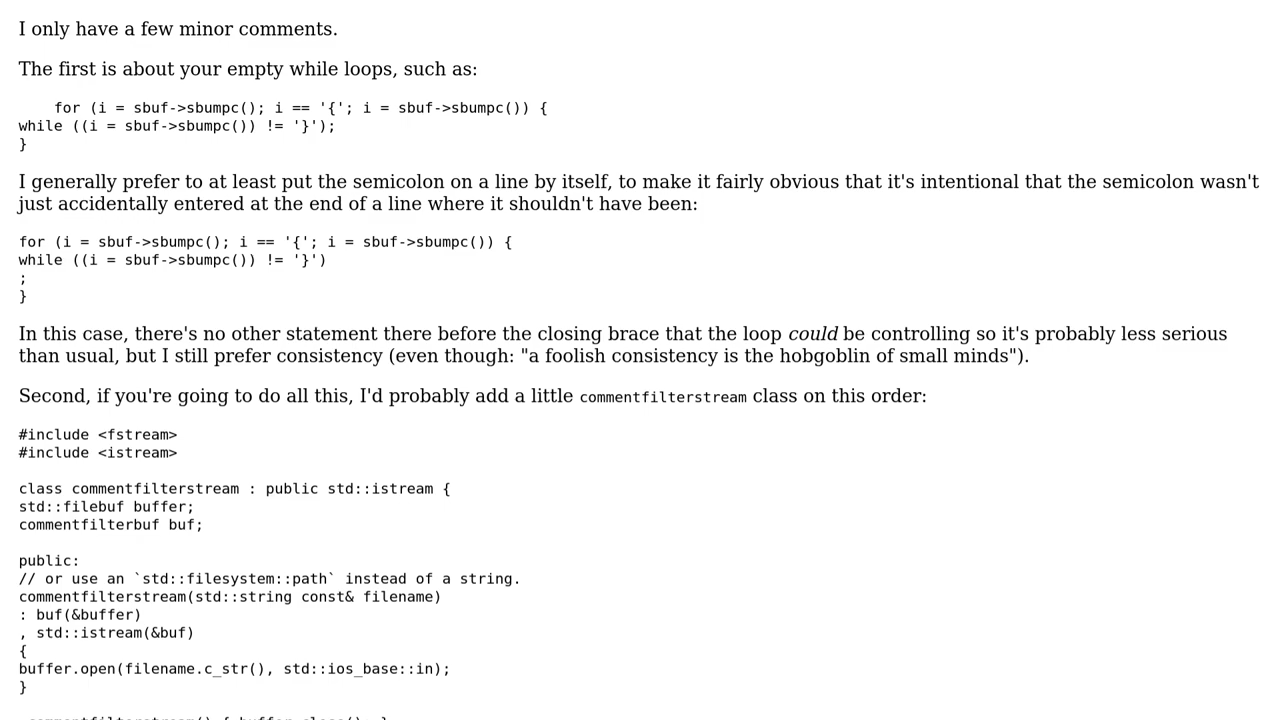 I only have a few minor comments.
The first is about your empty while loops, such as:
    for (i = sbuf->sbumpc(); i == '{'; i = sbuf->sbumpc()) {
while ((i = sbuf->sbumpc()) != '}');
}
I generally prefer to at least put the semicolon on a line by itself, to make it fairly obvious that it's intentional that the semicolon wasn't
just accidentally entered at the end of a line where it shouldn't have been:
for (i = sbuf->sbumpc(); i == '{'; i = sbuf->sbumpc()) {
while ((i = sbuf->sbumpc()) != '}')
;
}
In this case, there's no other statement there before the closing brace that the loop could be controlling so it's probably less serious
than usual, but I still prefer consistency (even though: "a foolish consistency is the hobgoblin of small minds").
Second, if you're going to do all this, I'd probably add a little commentfilterstream class on this order:
#include <fstream>
#include <istream>
class commentfilterstream : public std::istream {
std::filebuf buffer;
commentfilterbuf buf;
public:
// or use an `std::filesystem::path` instead of a string.
commentfilterstream(std::string const& filename)
: buf(&buffer)
, std::istream(&buf)
{
buffer.open(filename.c_str(), std::ios_base::in);
}